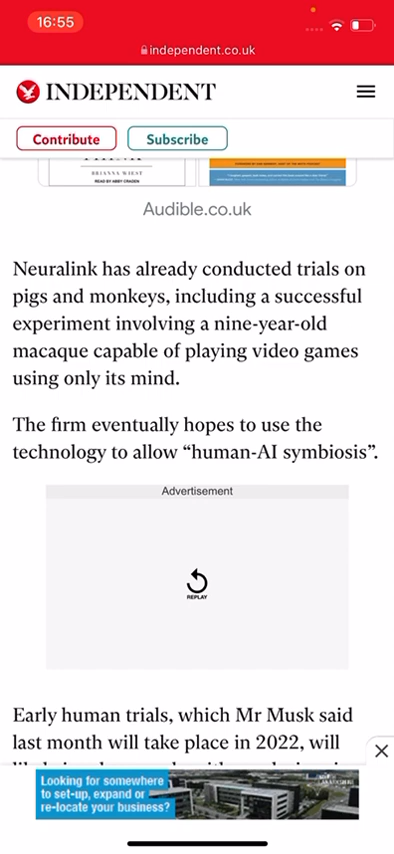 16:55
independent.co.uk
INDEPENDENT
Contribute
Subscribe
BRIANNA WIEST
READ BY ABBY CRADEN
Audible.co.uk
Neuralink has already conducted trials on
pigs and monkeys, including a successful
experiment involving a nine-year-old
macaque capable of playing video games
using only its mind.
The firm eventually hopes to use the
technology to allow “human-AI symbiosis”.
Advertisement
REPLAY
Early human trials, which Mr Musk said
last month will take place in 2022, will
Looking for somewhere
to set-up, expand or
re-locate your business?